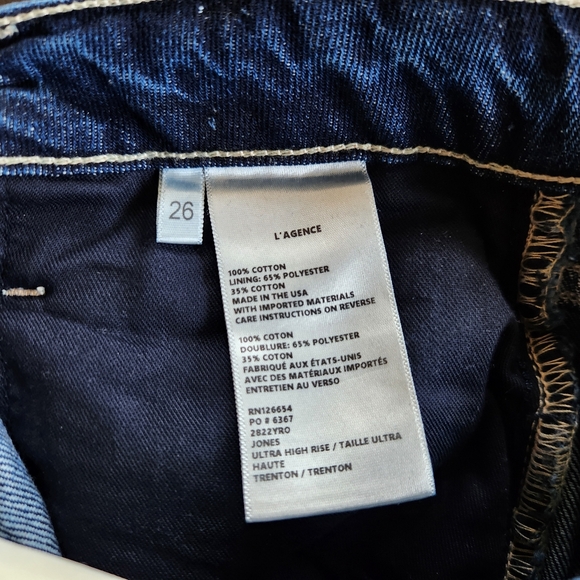 26
L'AGENCE
100% COTTON
LINING: 65% POLYESTER
35% COTTON
MADE IN THE USA
WITH IMPORTED MATERIALS
CARE INSTRUCTIONS ON REVERSE
100% COTON
DOUBLURE: 65% POLYESTER
35% COTON
FABRIQUÉ AUX ÉTATS-UNIS
AVEC DES MATÉRIAUX IMPORTÉS
ENTRETIEN AU VERSO
RN126654
PO # 6367
2822YRO
JONES
ULTRA HIGH RISE / TAILLE ULTRA
HAUTE
TRENTON / TRENTON